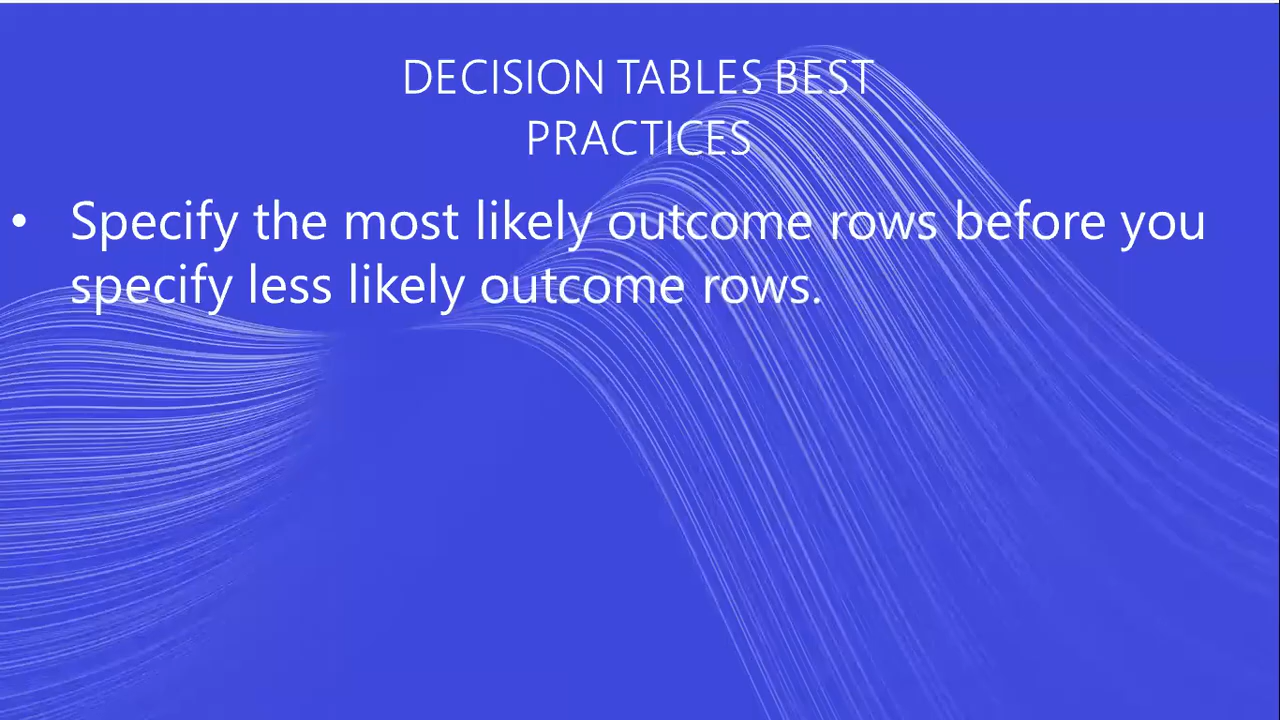 DECISION TABLES BEST
PRACTICES
• Specify the most likely outcome rows before you
specify less likely outcome rows.